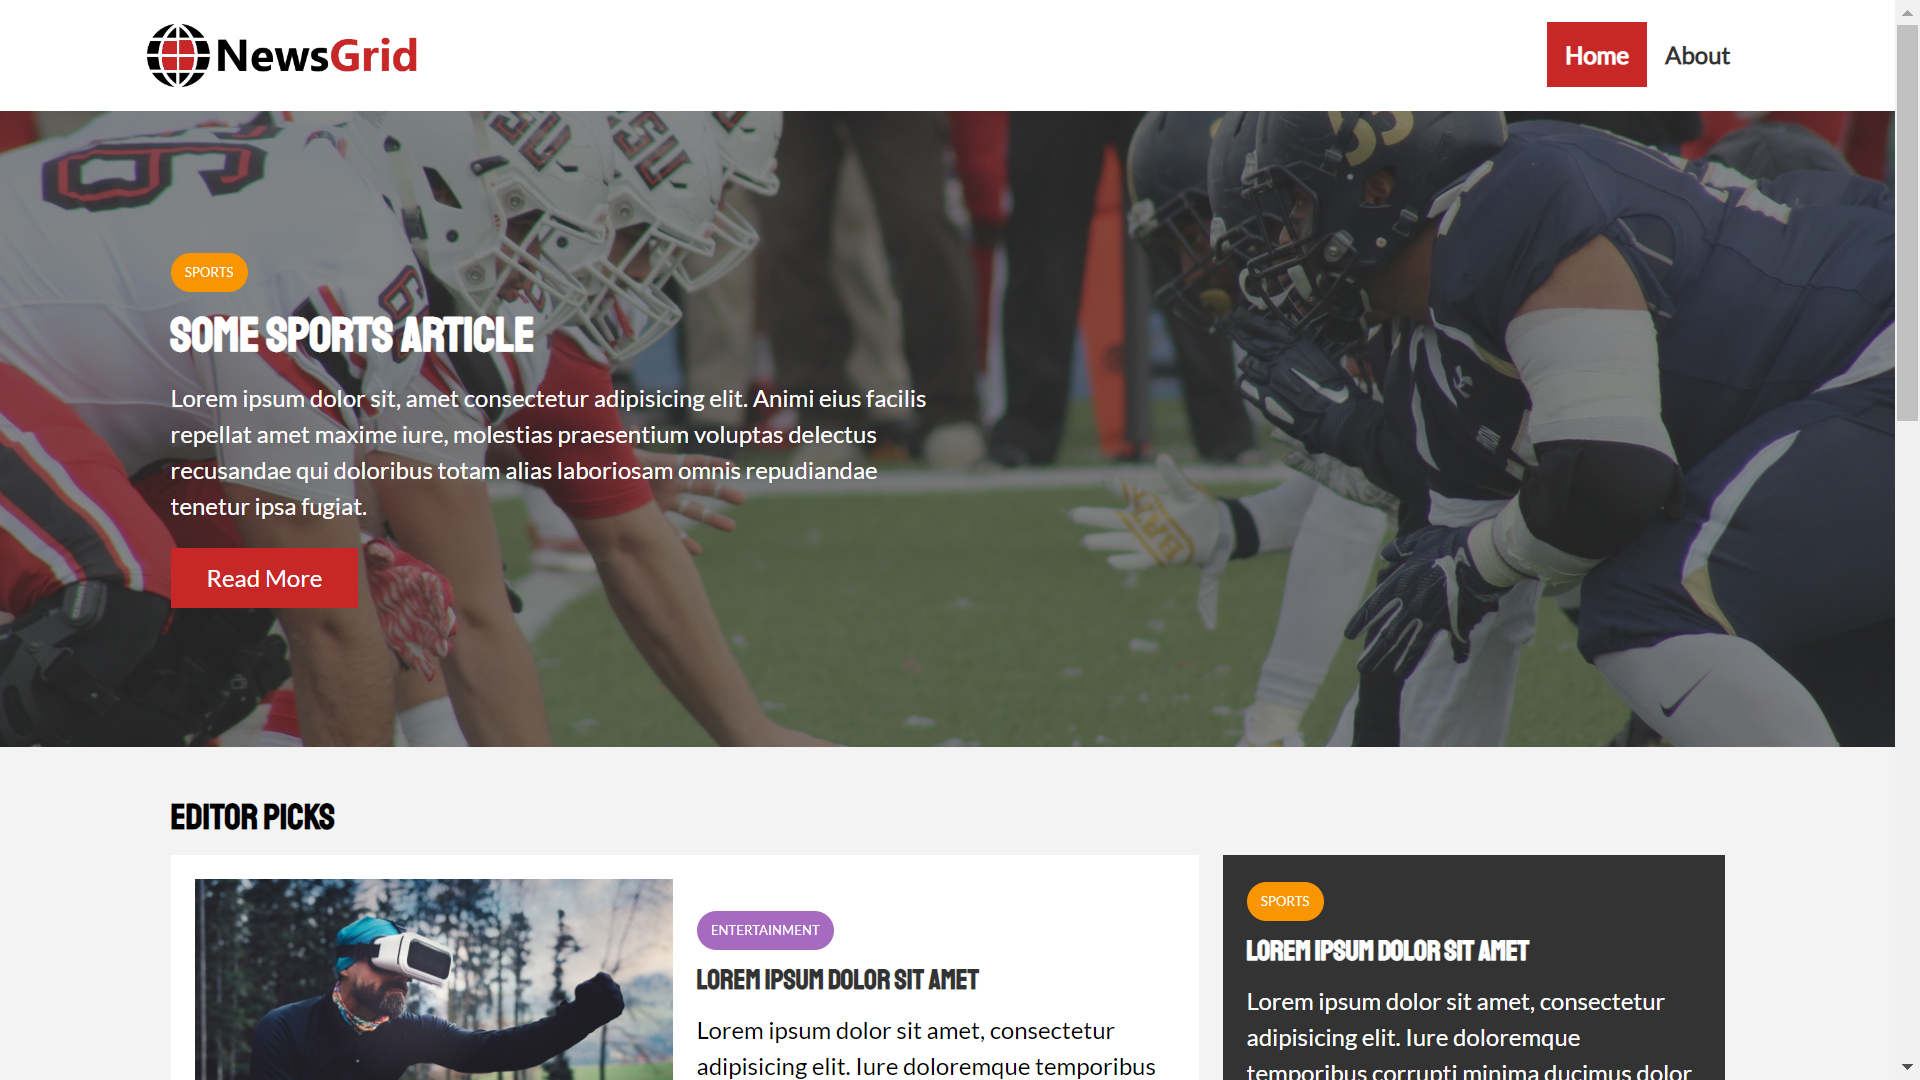 NewsGrid
Home
About
SPORTS
SOME SPORTS ARTICLE
Lorem ipsum dolor sit, amet consectetur adipisicing elit. Animi eius facilis
repellat amet maxime iure, molestias praesentium voluptas delectus
recusandae qui doloribus totam alias laboriosam omnis repudiandae
tenetur ipsa fugiat.
Read More
EDITOR PICKS
ENTERTAINMENT
LOREM IPSUM DOLOR SIT AMET
Lorem ipsum dolor sit amet, consectetur
adipisicing elit. Iure doloremque temporibus
SPORTS
LOREM IPSUM DOLOR SIT AMET
Lorem ipsum dolor sit amet, consectetur
adipisicing elit. Iure doloremque
temporibus corrupti minima ducimus dolor